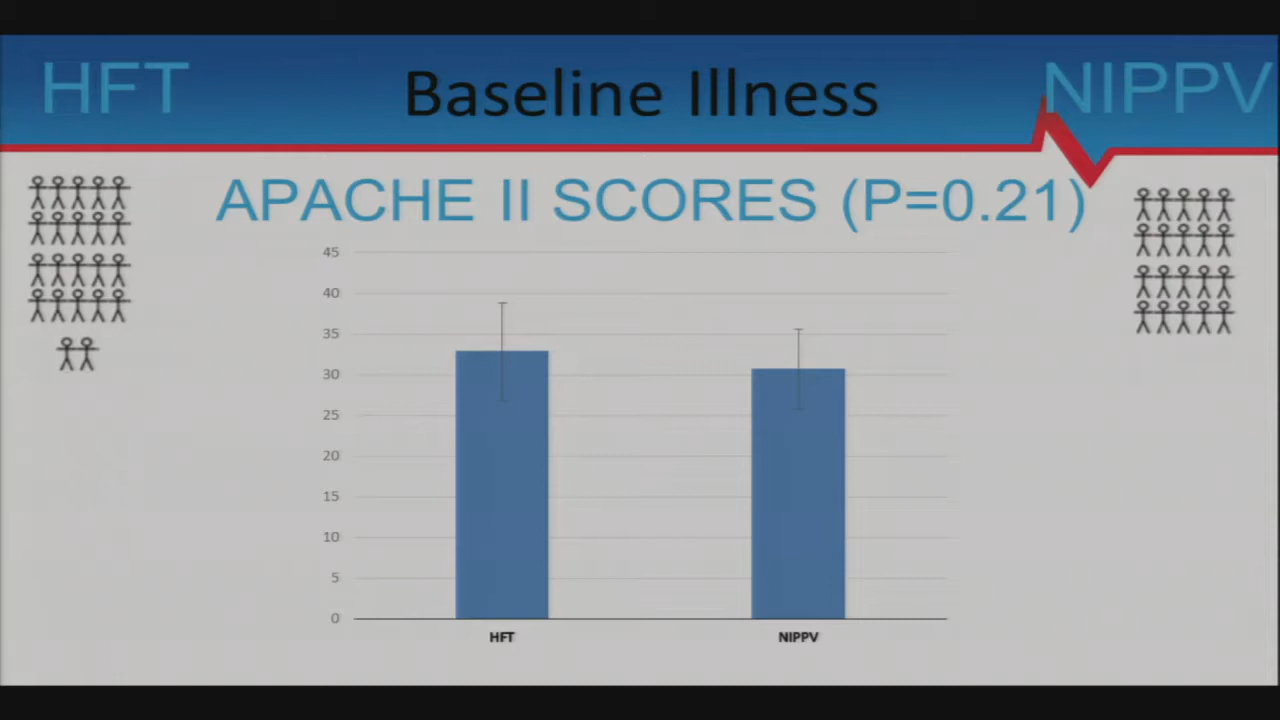 HFT
Baseline Illness
NIPPV
APACHE II SCORES (P=0.21)
45
40
35
30
25
20
15
10
5
0
HFT
NIPPV